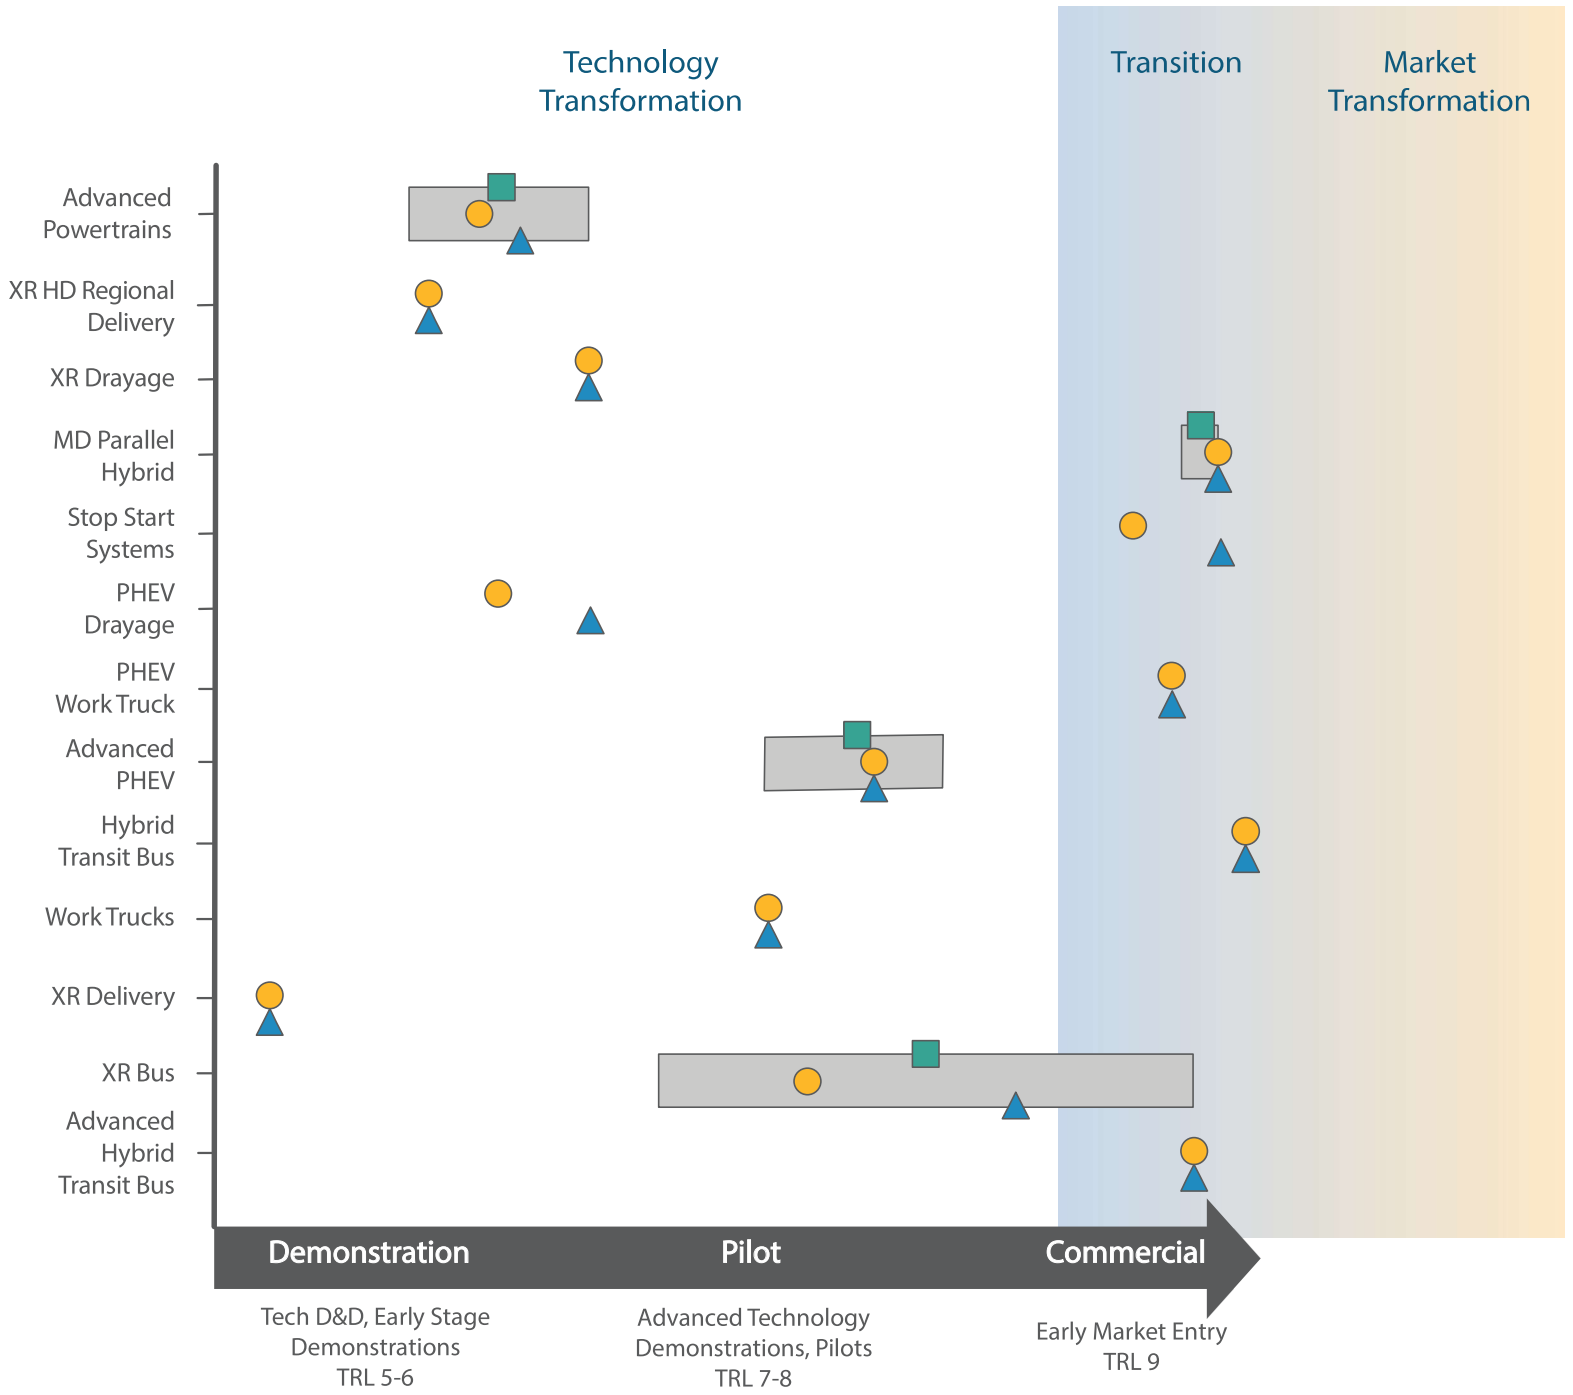 Technology
Transformation
Transition
Market
Transformation
Advanced
Powertrains
XR HD Regional
Delivery
XR Drayage
MD Parallel
Hybrid
Stop Start
Systems
PHEV
Drayage
PHEV
Work Truck
Advanced
PHEV
Hybrid
Transit Bus
Work Trucks
XR Delivery
XR Bus
Advanced
Hybrid
Transit Bus
Demonstration
Pilot
Commercial
Tech D&D, Early Stage
Demonstrations
TRL 5-6
Advanced Technology
Demonstrations, Pilots
TRL 7-8
Early Market Entry
TRL 9